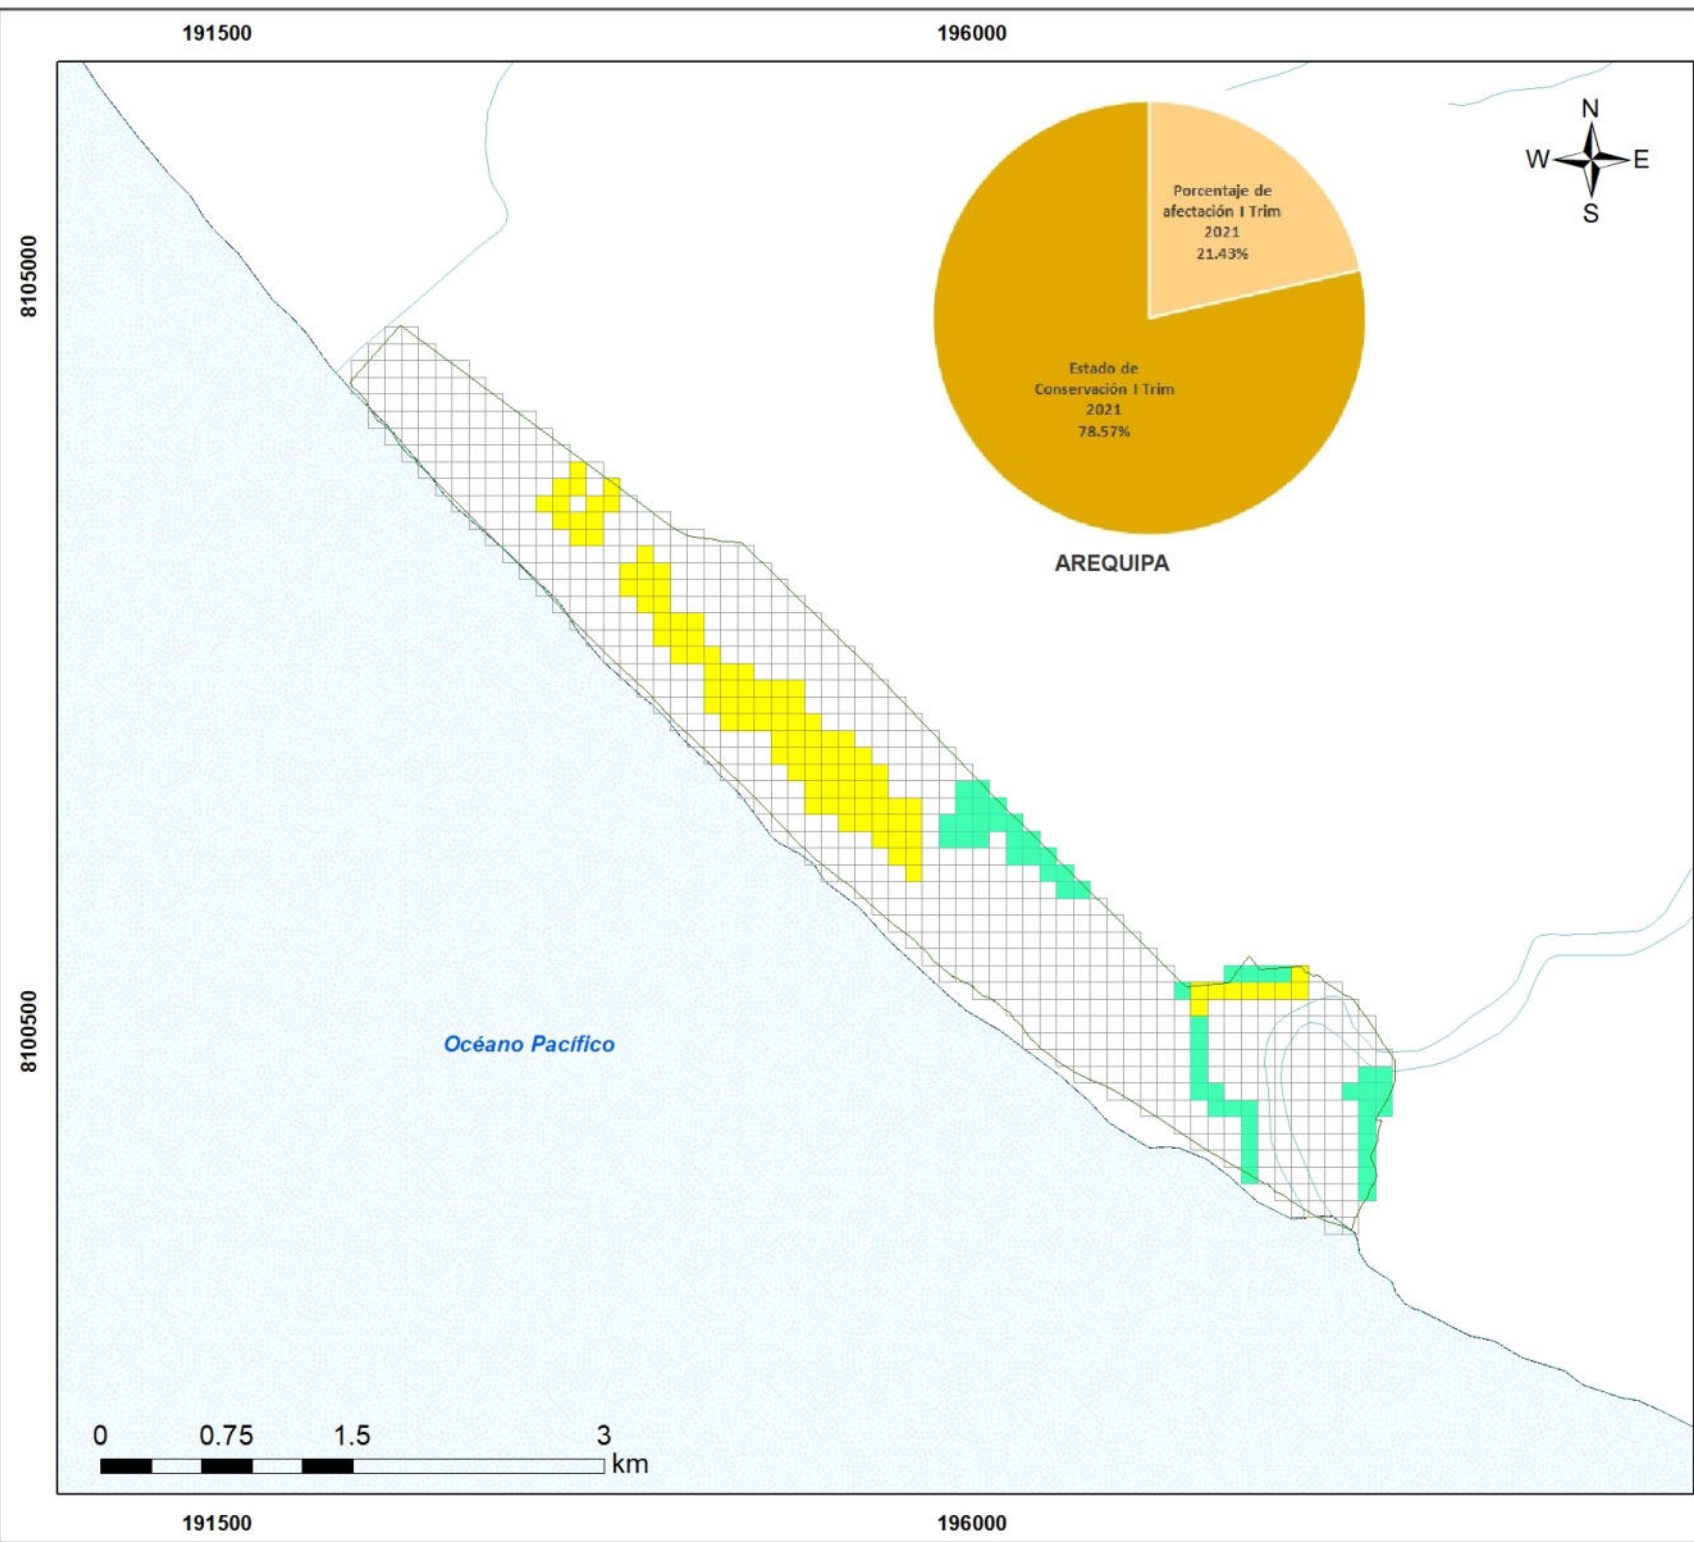 191500
196000
N
W
E
S
8105000
Porcentaje de
afectación I Trim
2021
21.43%
Estado de
Conservación I Trim
2021
78.57%
AREQUIPA
8100500
Océano Pacífico
0
0.75
1.5
3
km
191500
196000